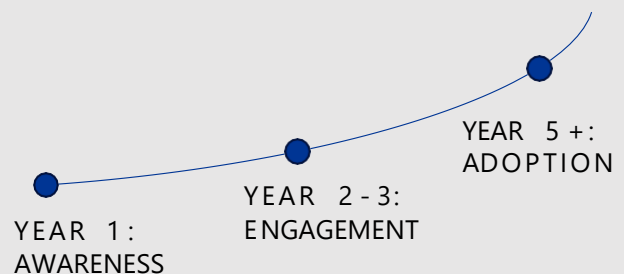 YEAR 1:
AWARENESS
YEAR 2-3:
ENGAGEMENT
YEAR 5+:
ADOPTION